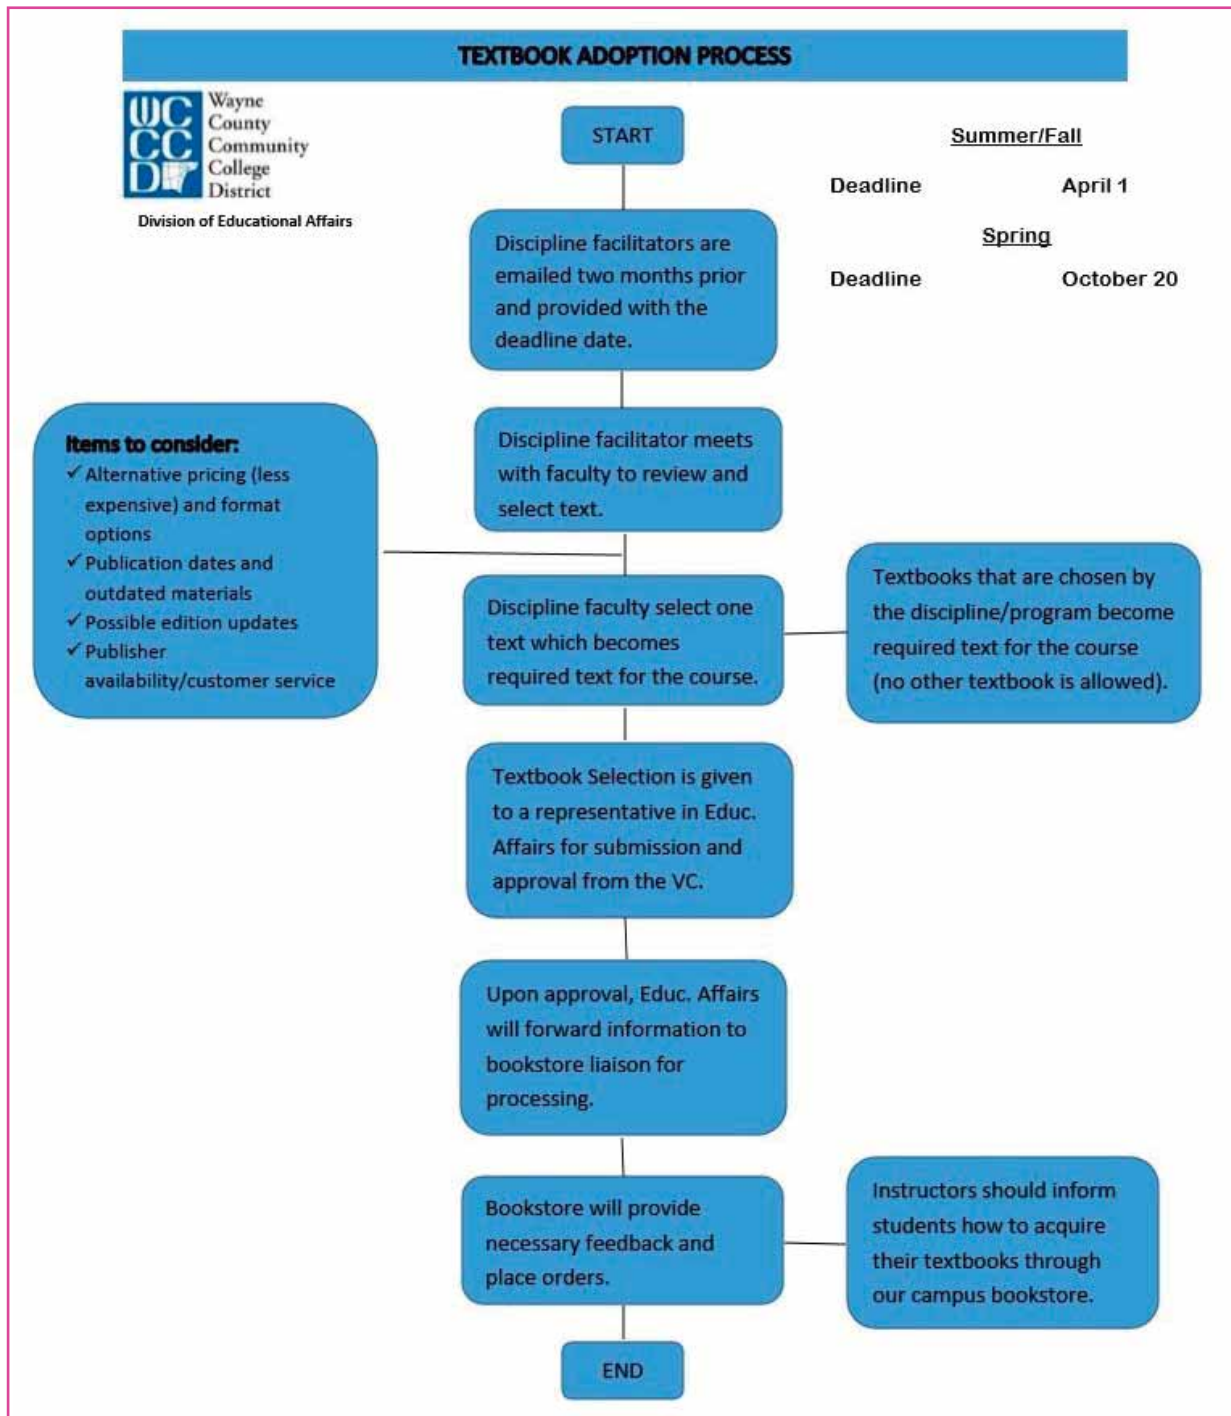 TEXTBOOK ADOPTION PROCESS
WC
CC
D
Wayne
County
Community
College
District
Division of Educational Affairs
START
Summer/Fall
Deadline April 1
Spring
Deadline October 20
Discipline facilitators are
emailed two months prior
and provided with the
deadline date.
Discipline facilitator meets
with faculty to review and
select text.
Items to consider:
✓ Alternative pricing (less
expensive) and format
options
✓ Publication dates and
outdated materials
✓ Possible edition updates
✓ Publisher
availability/customer service
Discipline faculty select one
text which becomes
required text for the course.
Textbooks that are chosen by
the discipline/program become
required text for the course
(no other textbook is allowed).
Textbook Selection is given
to a representative in Educ.
Affairs for submission and
approval from the VC.
Upon approval, Educ. Affairs
will forward information to
bookstore liaison for
processing.
Bookstore will provide
necessary feedback and
place orders.
Instructors should inform
students how to acquire
their textbooks through
our campus bookstore.
END